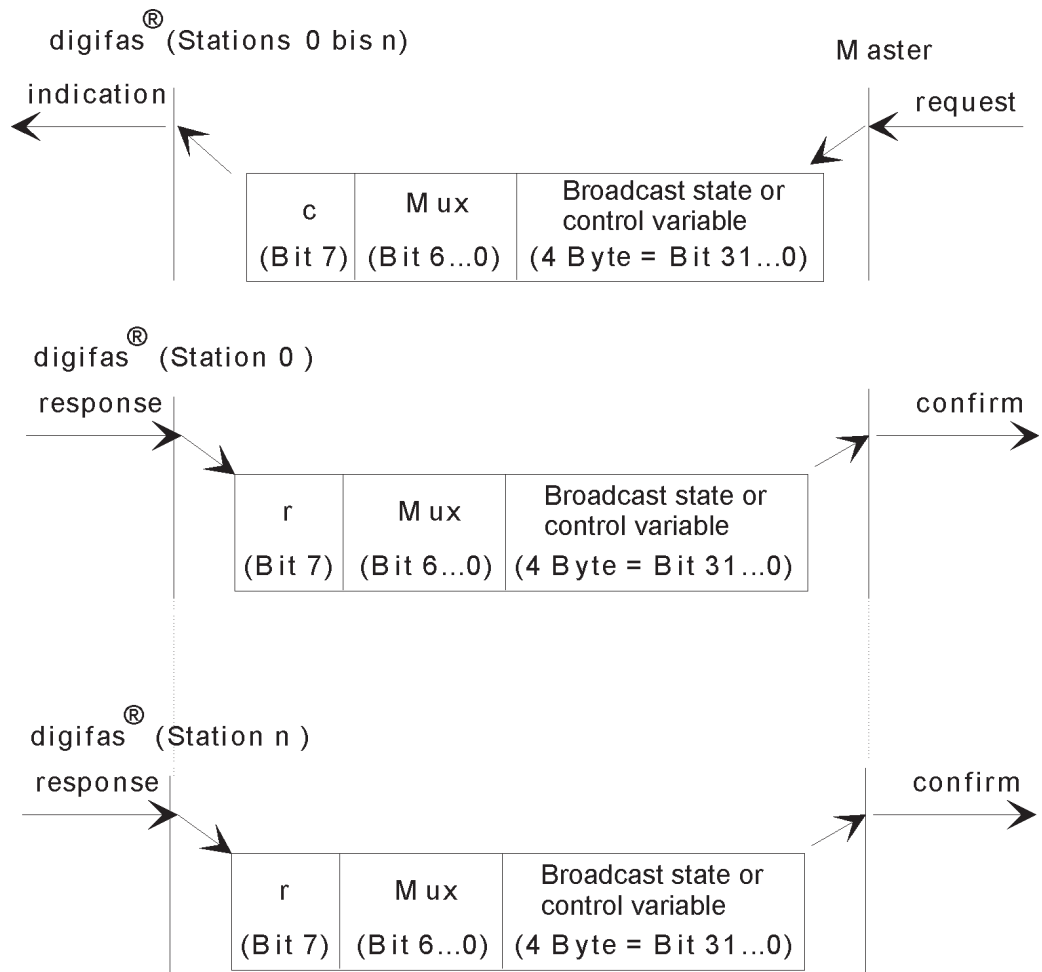 digifas® (Stations 0 bis n)
Master
indication
request
c
Mux
Broadcast state or
control variable
(Bit 7)
(Bit 6...0)
(4 Byte = Bit 31...0)
digifas® (Station 0 )
response
confirm
r
Mux
Broadcast state or
control variable
(Bit 7)
(Bit 6...0)
(4 Byte = Bit 31...0)
digifas® (Station n )
response
confirm
r
Mux
Broadcast state or
control variable
(Bit 7)
(Bit 6...0)
(4 Byte = Bit 31...0)